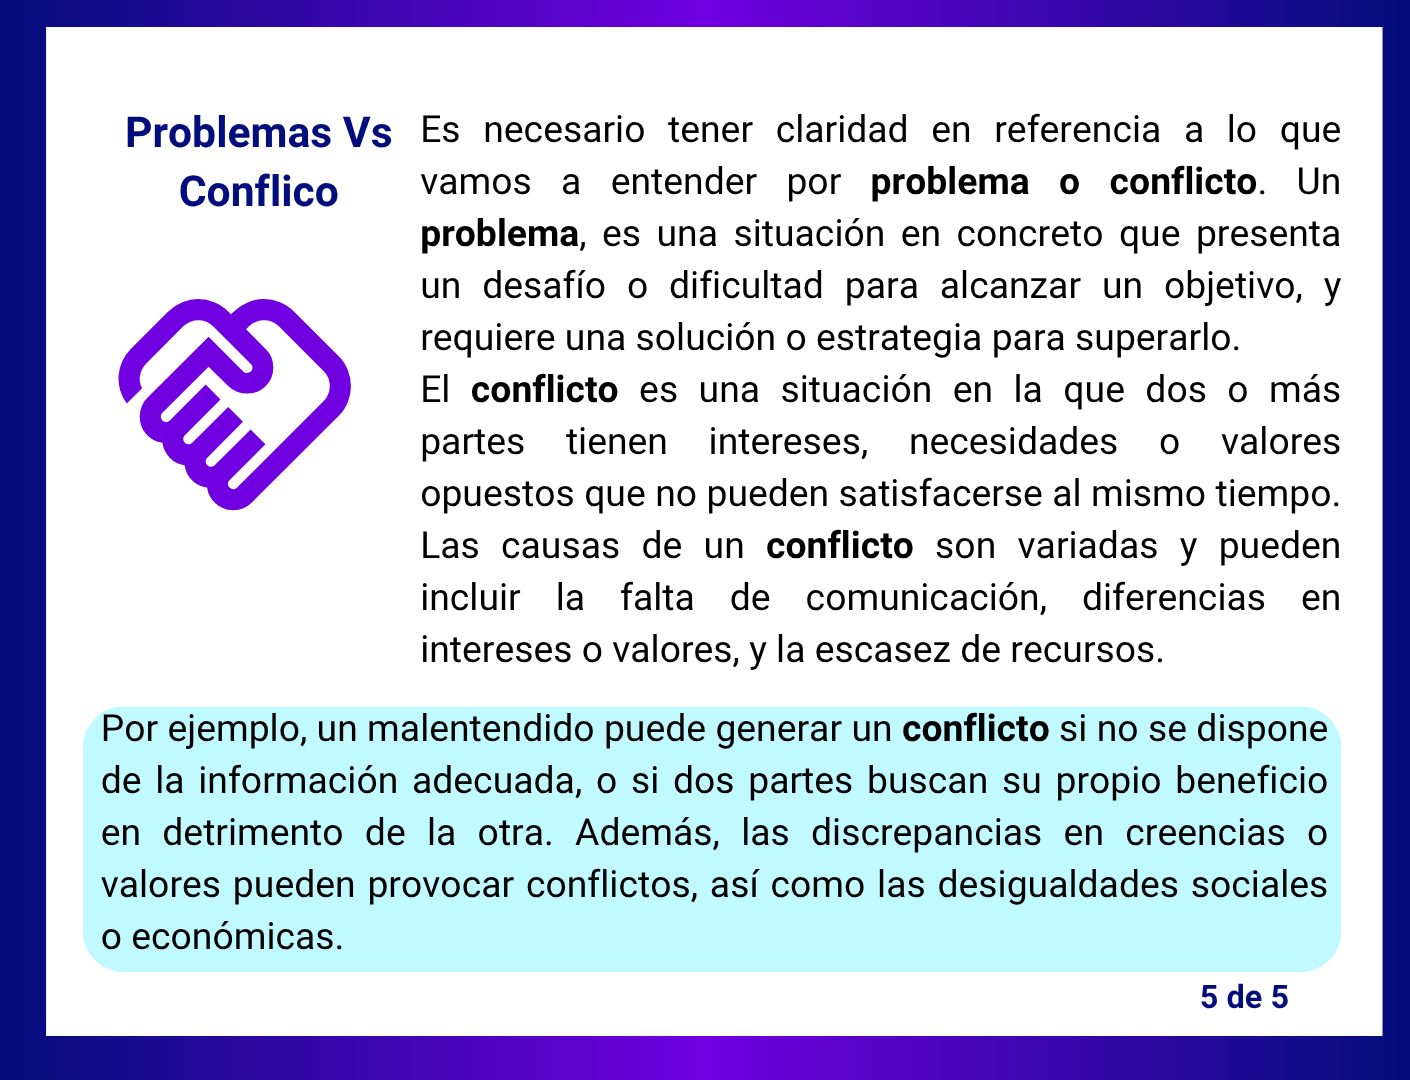 Problemas Vs
Conflico
Es necesario tener claridad en referencia a lo que
vamos a entender por problema o conflicto. Un
problema, es una situación en concreto que presenta
un desafío o dificultad para alcanzar un objetivo, y
requiere una solución o estrategia para superarlo.
El conflicto es una situación en la que dos o más
partes tienen intereses, necesidades o valores
opuestos que no pueden satisfacerse al mismo tiempo.
Las causas de un conflicto son variadas y pueden
incluir la falta de comunicación, diferencias en
intereses o valores, y la escasez de recursos.
Por ejemplo, un malentendido puede generar un conflicto si no se dispone
de la información adecuada, o si dos partes buscan su propio beneficio
en detrimento de la otra. Además, las discrepancias en creencias o
valores pueden provocar conflictos, así como las desigualdades sociales
o económicas.
5 de 5